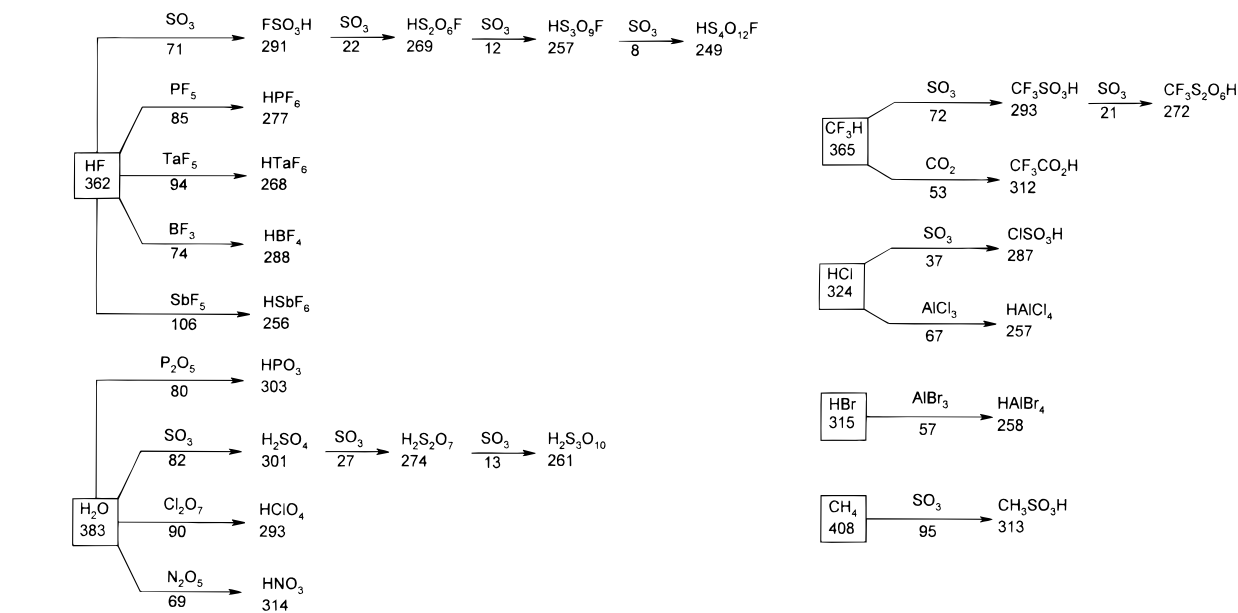 SO₃ FSO₃H SO₃ HS₂O₆F SO₃ HS₃O₉F SO₃ HS₄O₁₂F
71 291 22 269 12 257 8 249
PF₅ HPF₆
85 277
HF TaF₅ HTaF₆
362 94 268
BF₃ HBF₄
74 288
SbF₅ HSbF₆
106 256
P₂O₅ HPO₃
80 303
SO₃ H₂SO₄ SO₃ H₂S₂O₇ SO₃ H₂S₃O₁₀
82 301 27 274 13 261
H₂O Cl₂O₇ HClO₄
383 90 293
N₂O₅ HNO₃
69 314
SO₃ CF₃SO₃H SO₃ CF₃S₂O₆H
72 293 21 272
CF₃H
365
CO₂ CF₃CO₂H
53 312
SO₃ ClSO₃H
37 287
HCl
324
AlCl₃ HAlCl₄
67 257
HBr AlBr₃ HAlBr₄
315 57 258
CH₄ SO₃ CH₃SO₃H
408 95 313